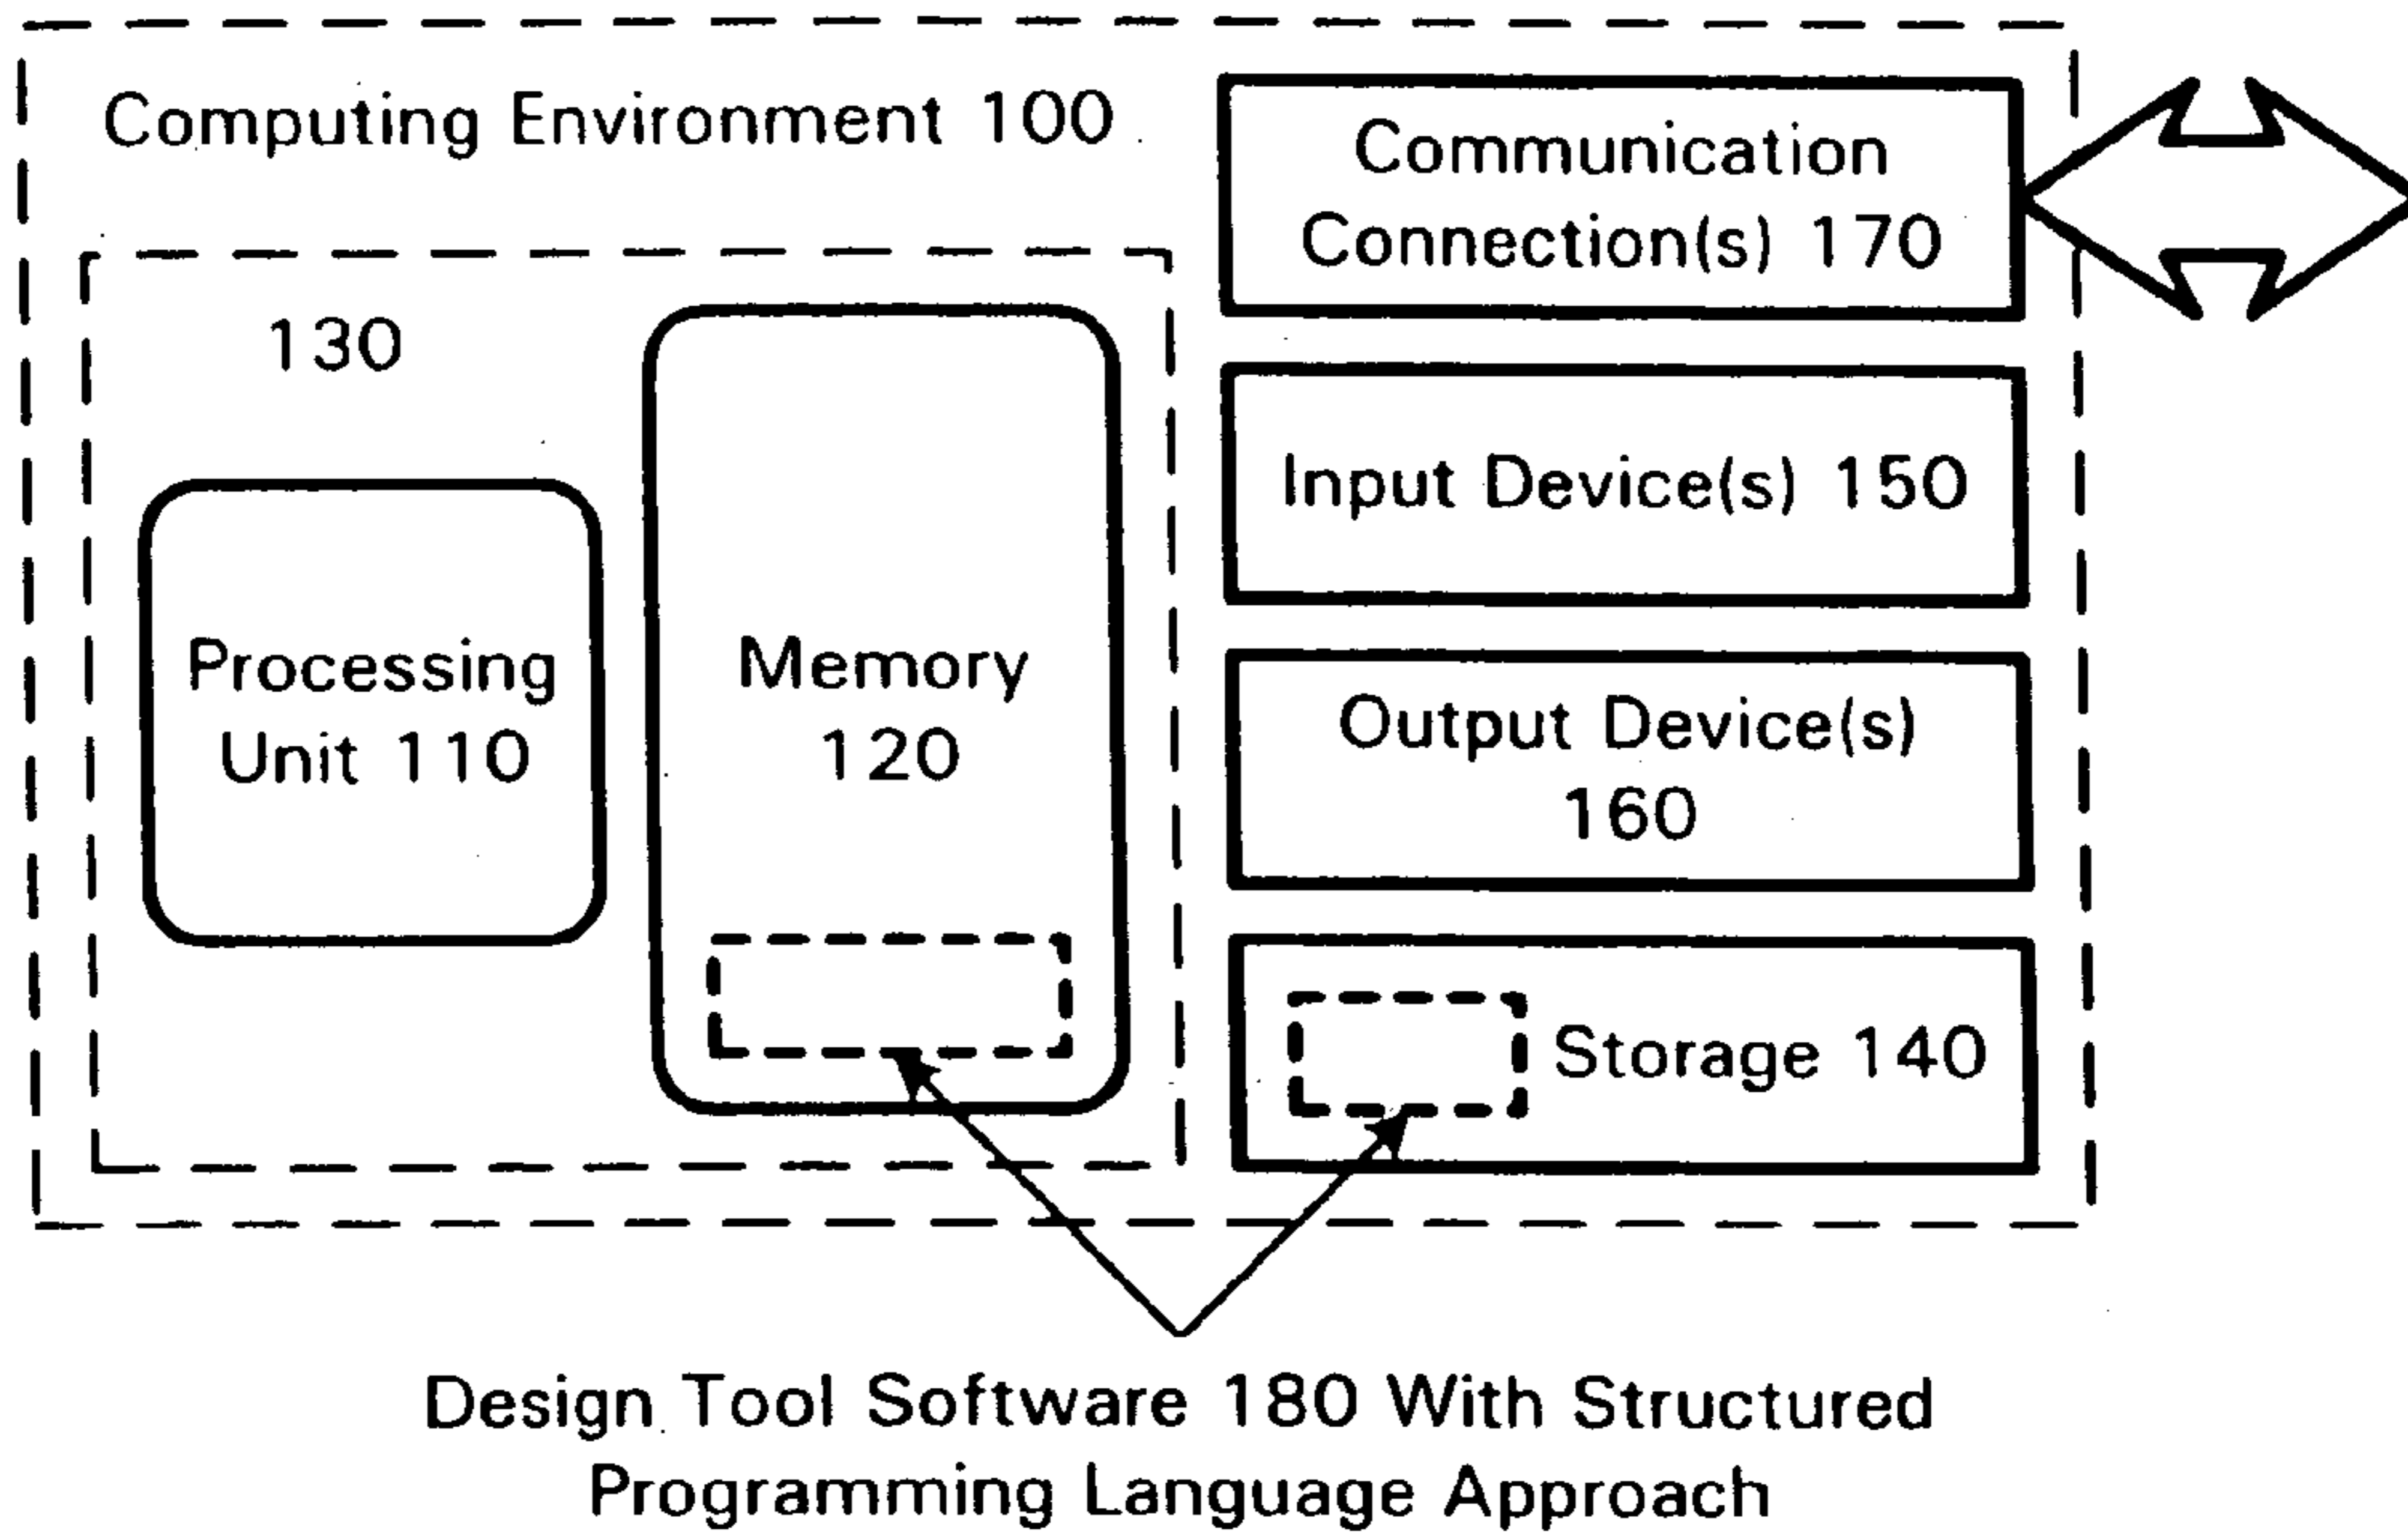 Computing Environment 100
130
Processing
Unit 110
Memory
120
Communication
Connection(s) 170
Input Device(s) 150
Output Device(s)
160
Storage 140
Design Tool Software 180 With Structured
Programming Language Approach